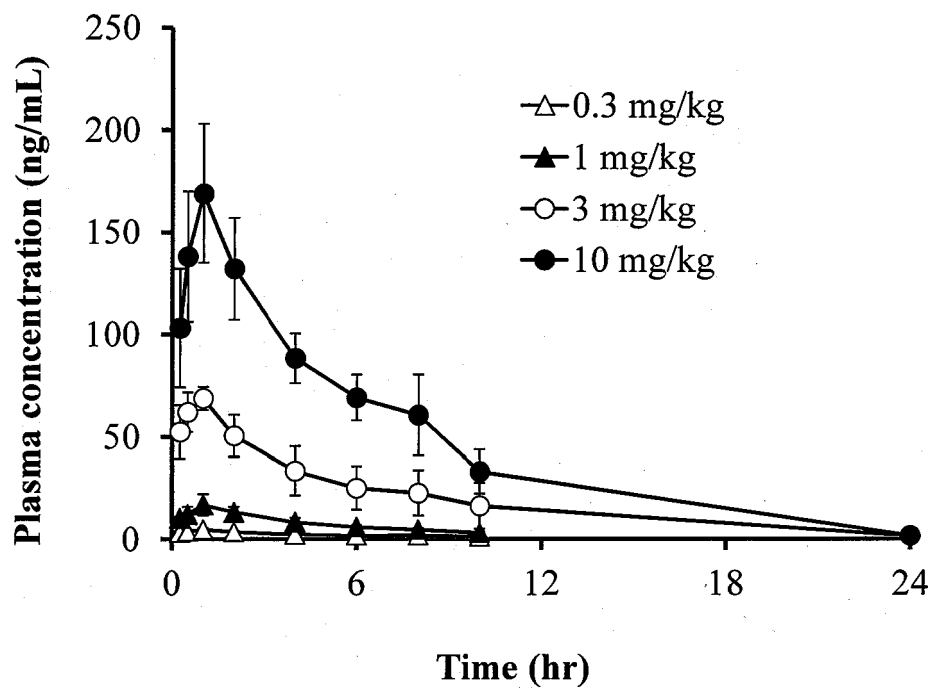 Plasma concentration (ng/mL)
250
200
150
100
50
0
0.3 mg/kg
1 mg/kg
3 mg/kg
10 mg/kg
0 6 12 18 24
Time (hr)